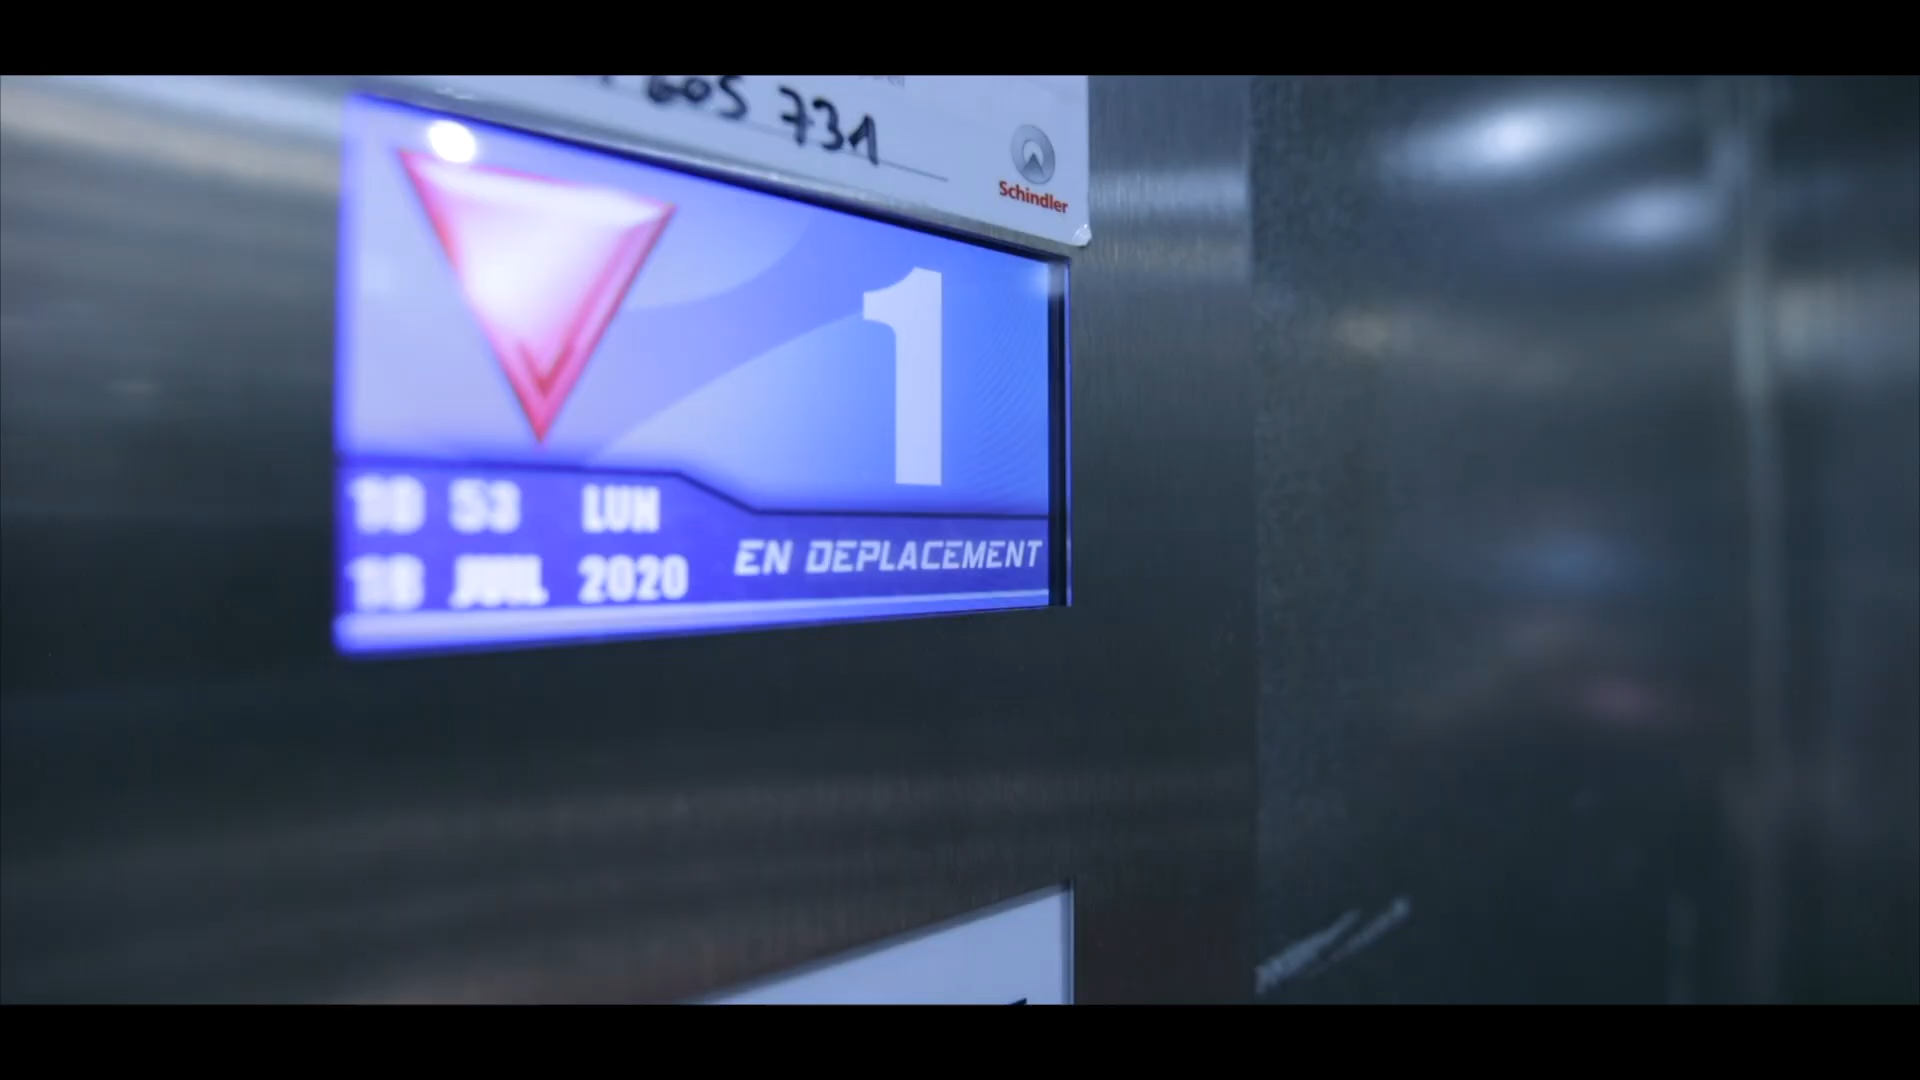 605 731
Schindler
1
53 LUN
JUIL 2020
EN DEPLACEMENT